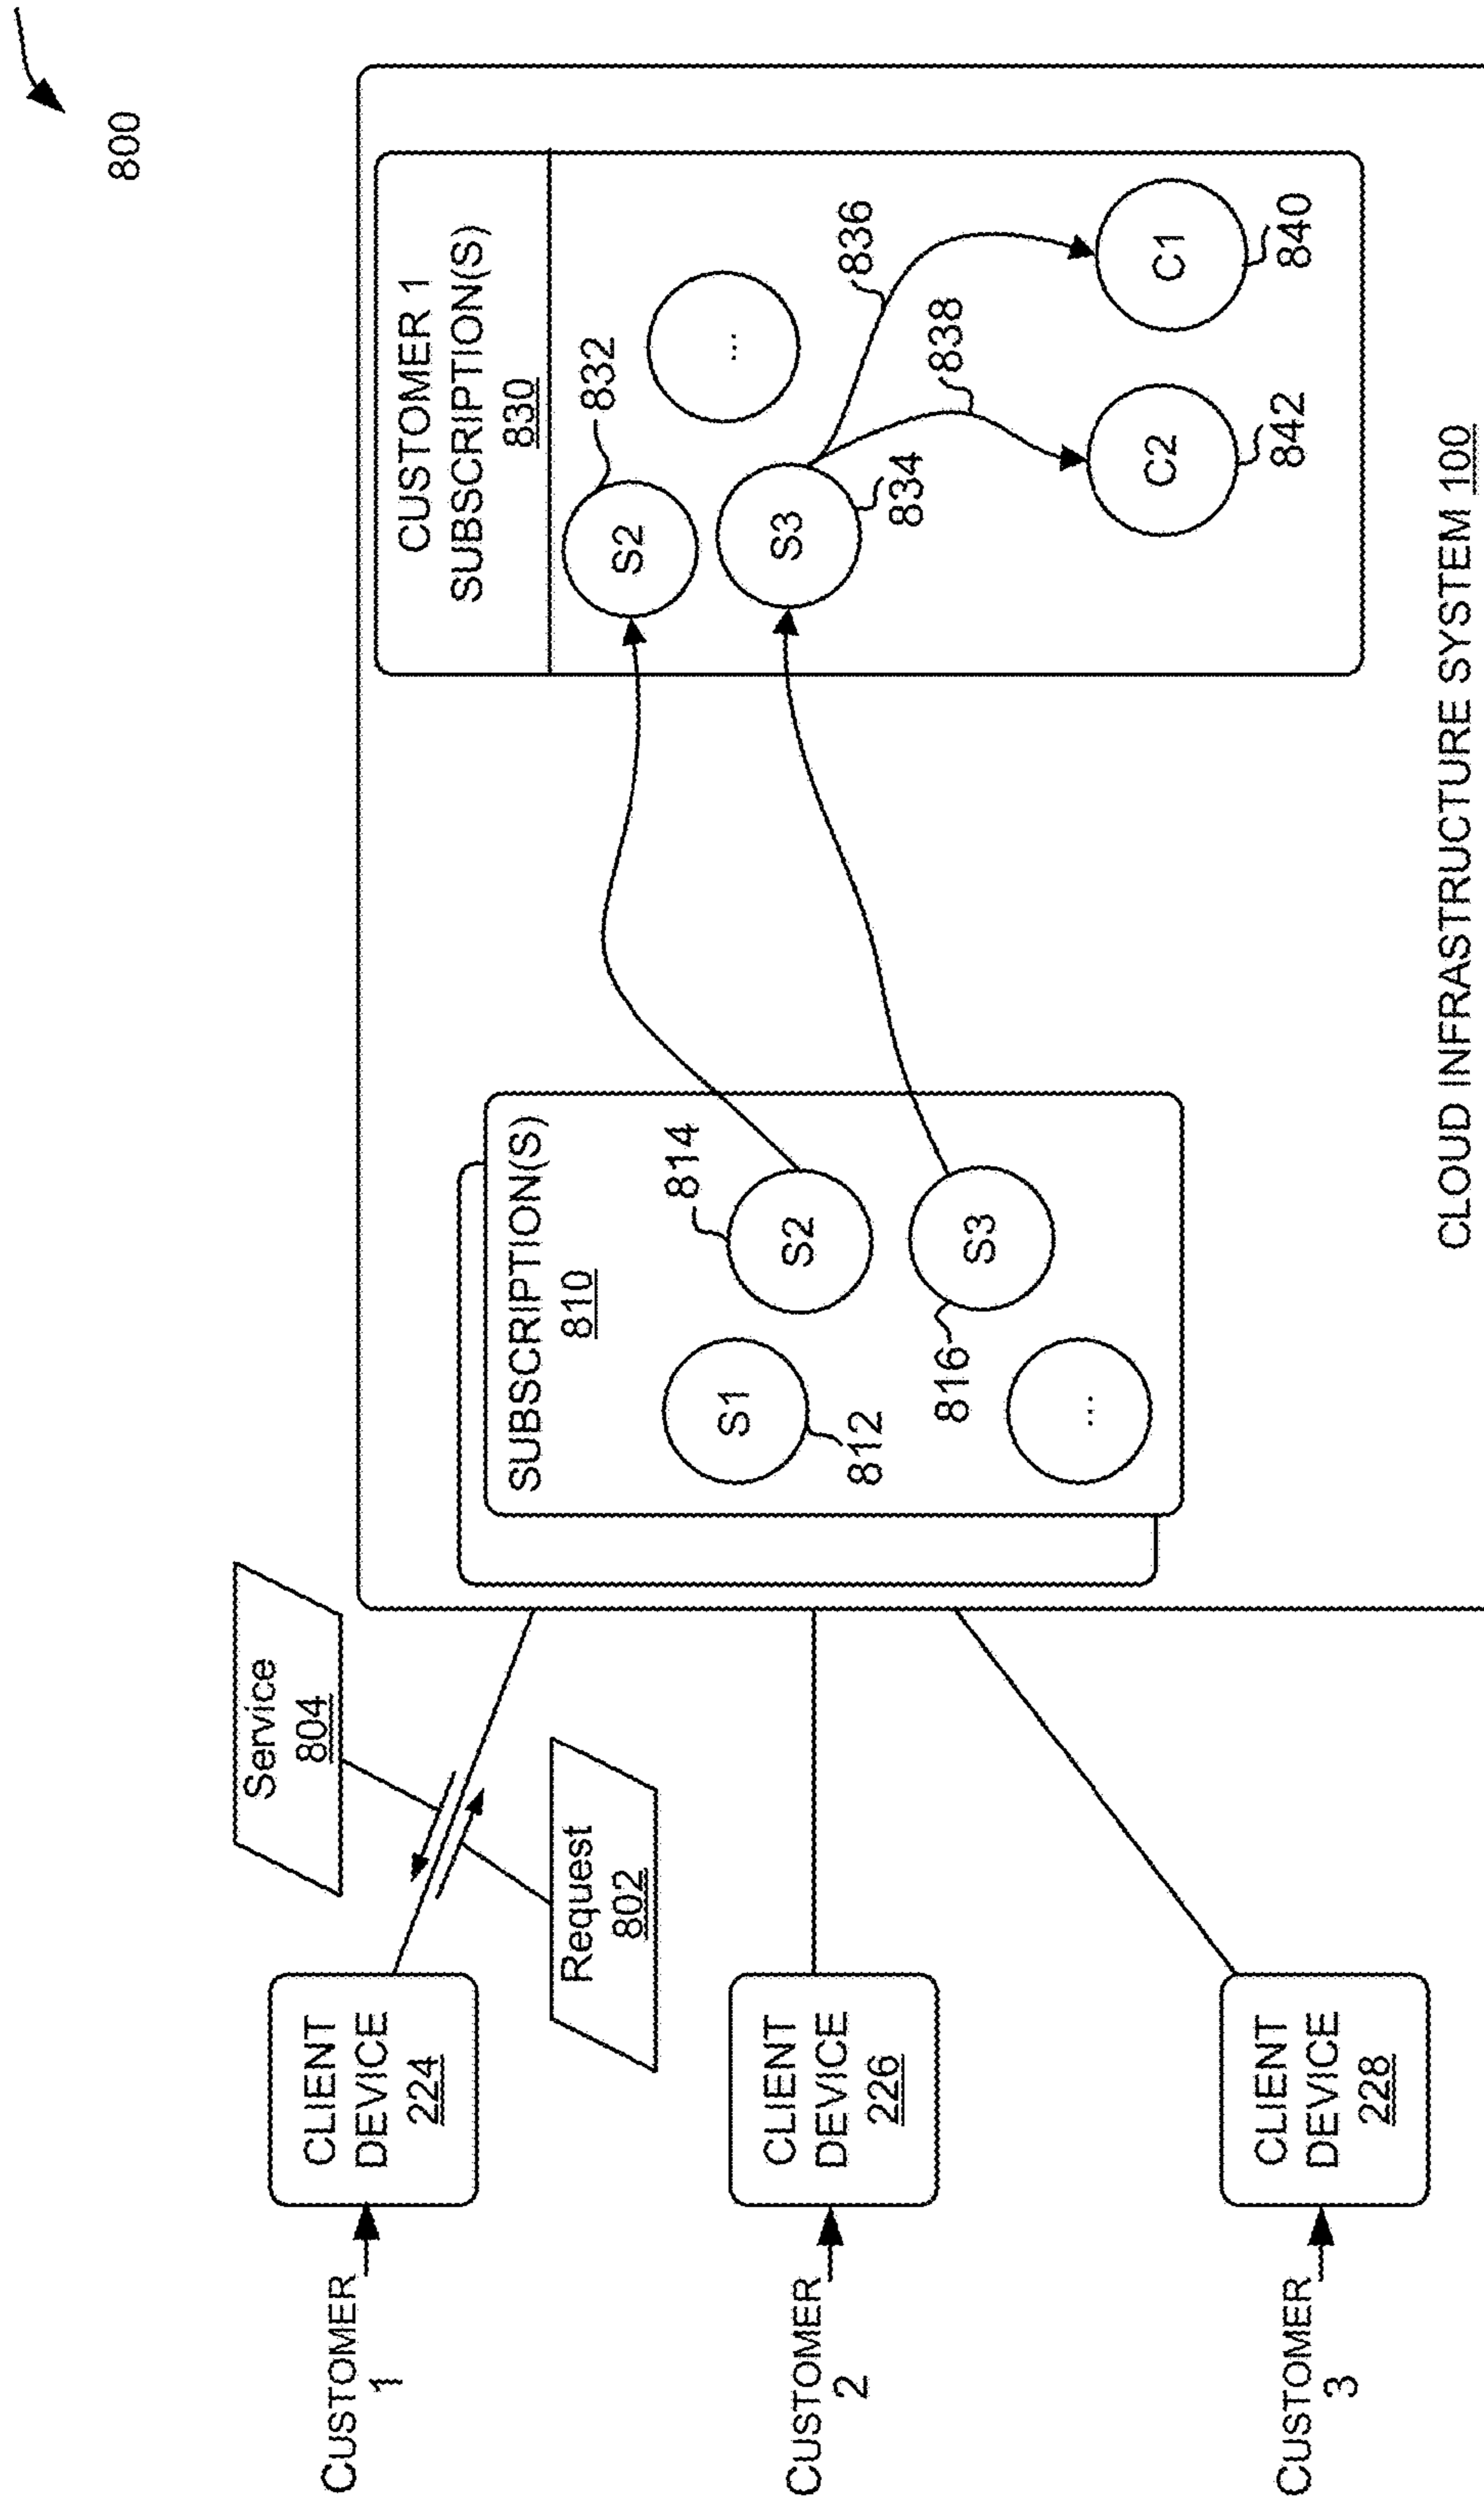 800
CUSTOMER
1
CLIENT
DEVICE
224
Service
804
Request
802
CUSTOMER
2
CLIENT
DEVICE
226
CUSTOMER
3
CLIENT
DEVICE
228
SUBSCRIPTION(S)
810
S1
812
S2
814
S3
816
...
CUSTOMER 1
SUBSCRIPTION(S)
830
S2
832
...
S3
834
836
838
C2
842
C1
840
CLOUD INFRASTRUCTURE SYSTEM 100